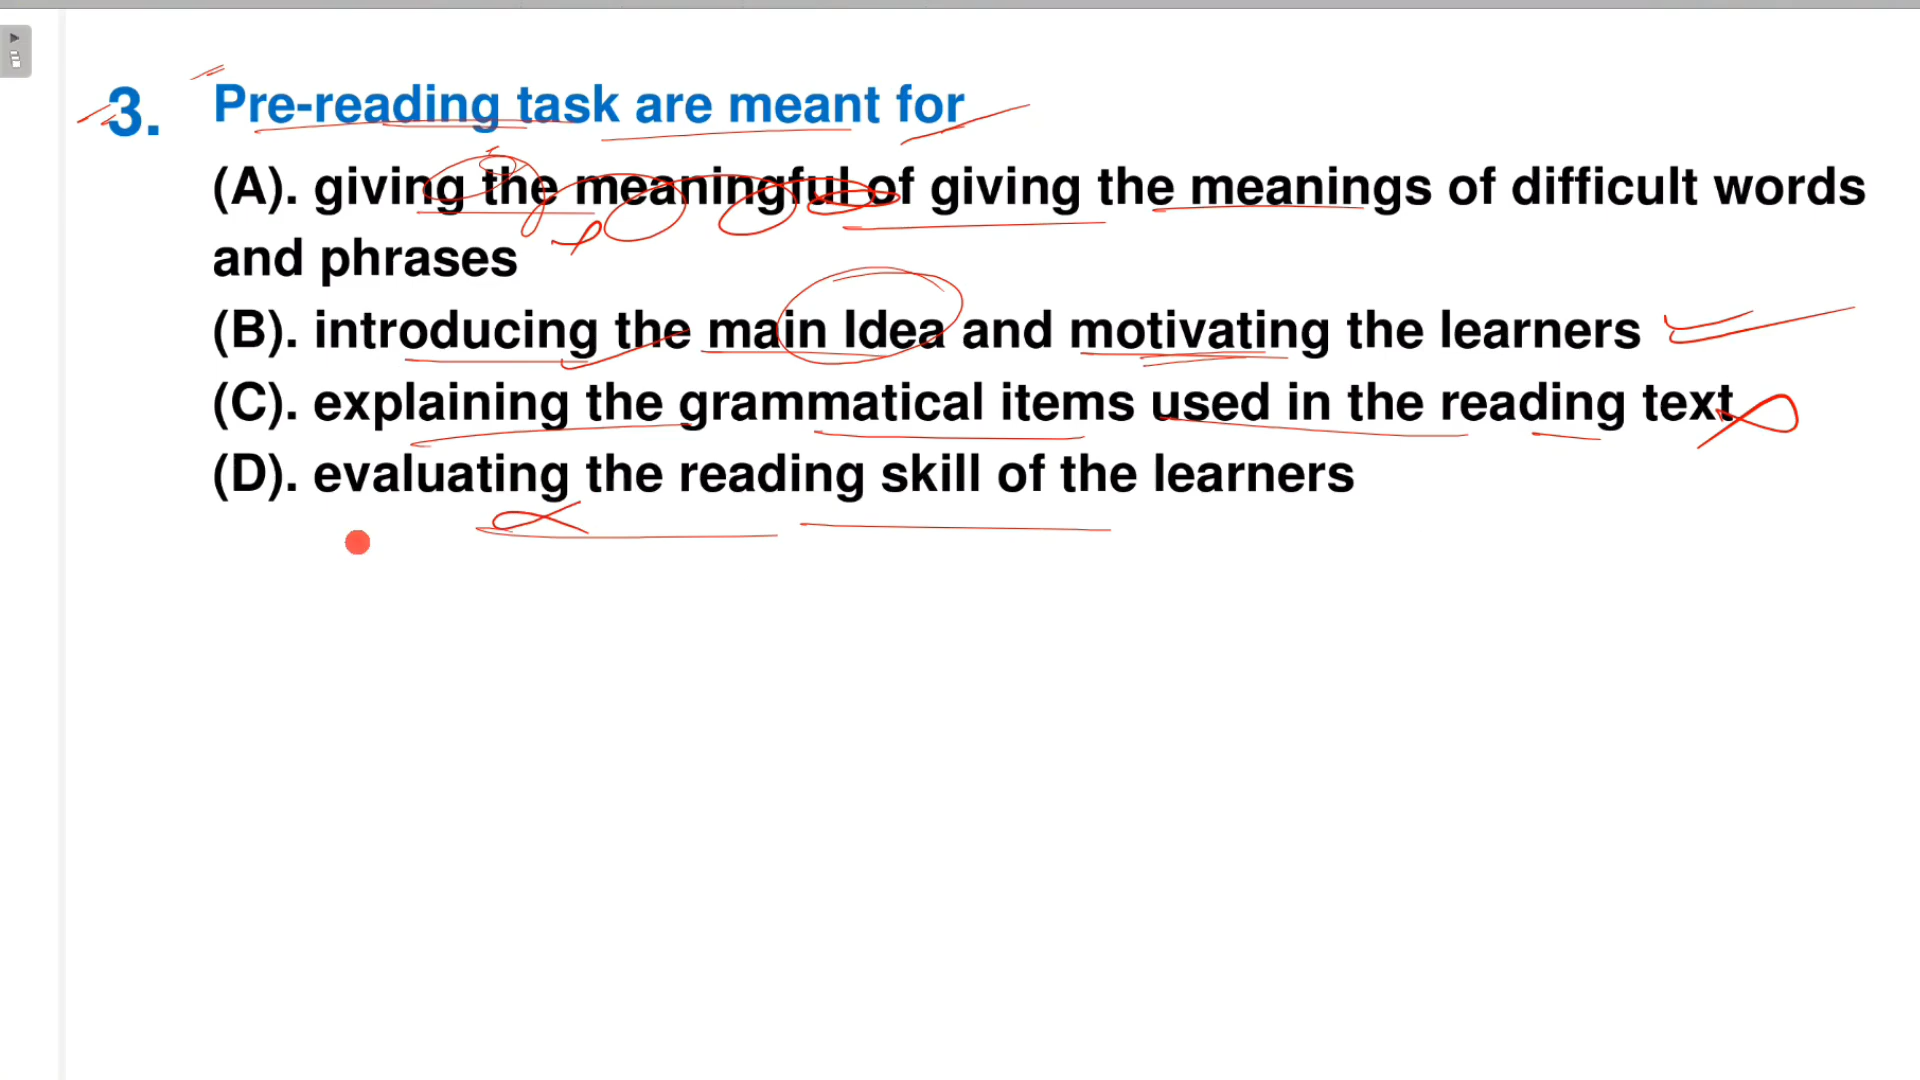 3. Pre-reading task are meant for
(A). giving the meaningful of giving the meanings of difficult words
and phrases
(B). introducing the main Idea and motivating the learners
(C). explaining the grammatical items used in the reading text
(D). evaluating the reading skill of the learners